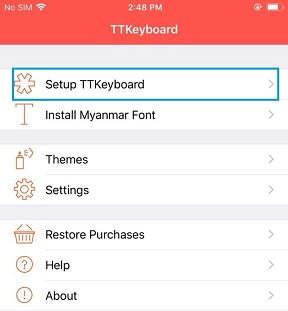 No SIM 2:48 PM
TTKeyboard
Setup TTKeyboard
Install Myanmar Font
Themes
Settings
Restore Purchases
Help
About